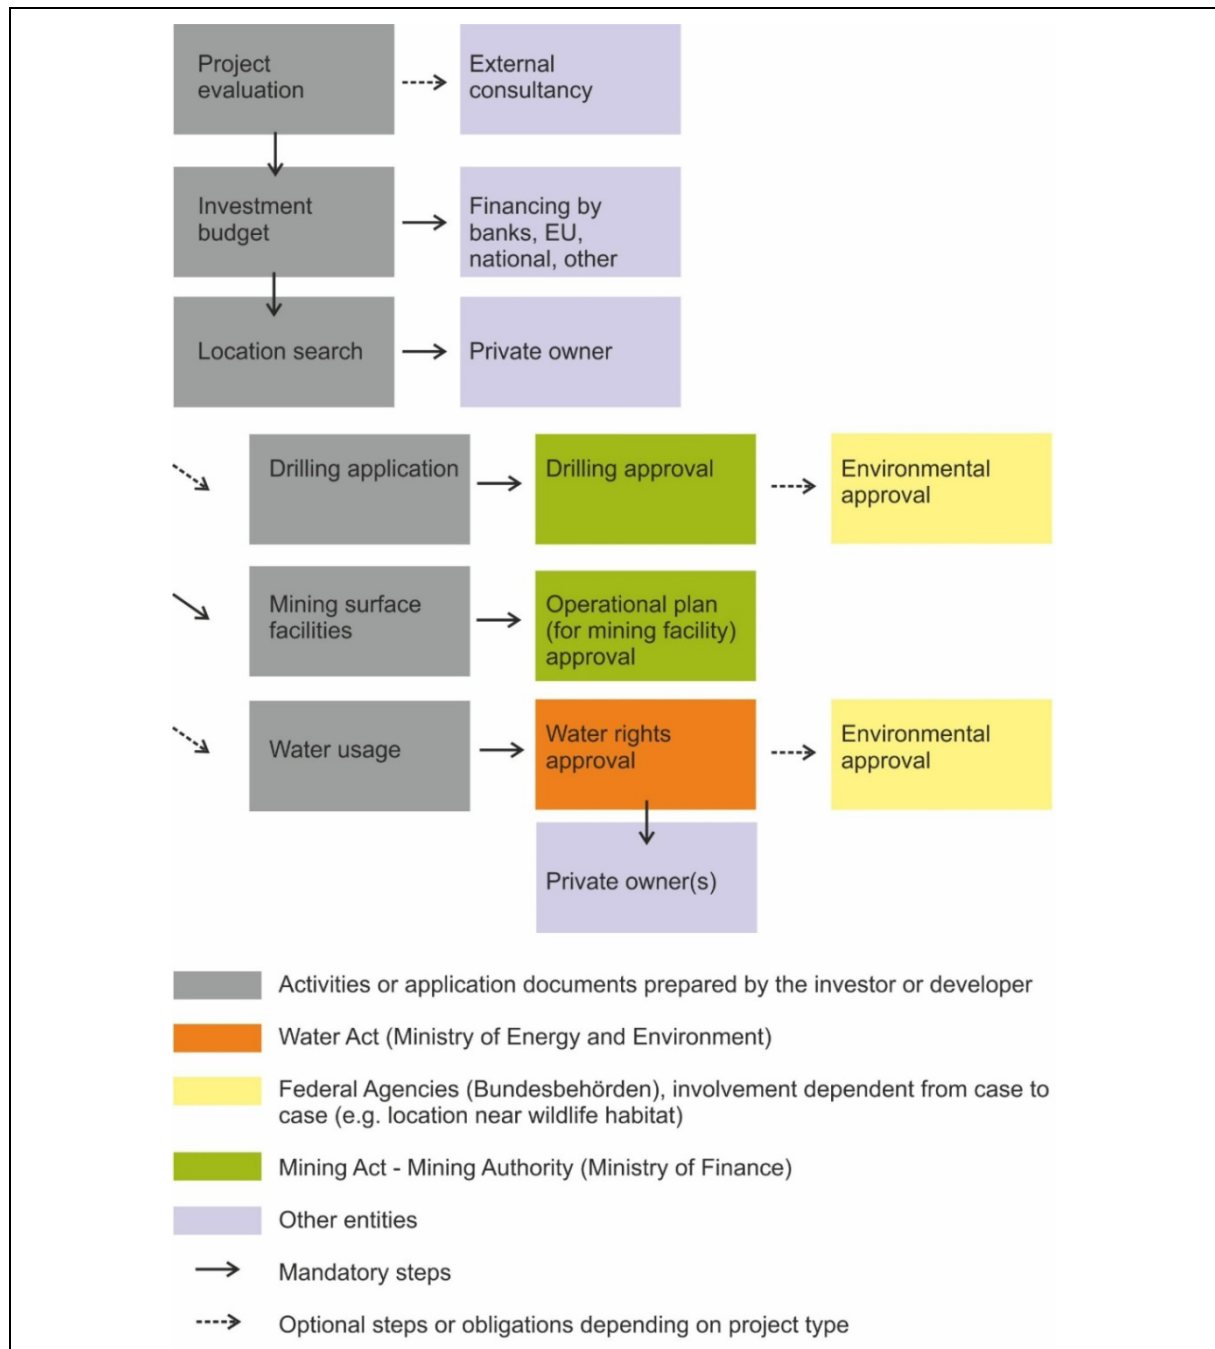 Project
evaluation
External
consultancy
Investment
budget
Financing by
banks, EU,
national, other
Location search
Private owner
Drilling application
Drilling approval
Environmental
approval
Mining surface
facilities
Operational plan
(for mining facility)
approval
Water usage
Water rights
approval
Environmental
approval
Private owner(s)
Activities or application documents prepared by the investor or developer
Water Act (Ministry of Energy and Environment)
Federal Agencies (Bundesbehörden), involvement dependent from case to
case (e.g. location near wildlife habitat)
Mining Act - Mining Authority (Ministry of Finance)
Other entities
Mandatory steps
Optional steps or obligations depending on project type